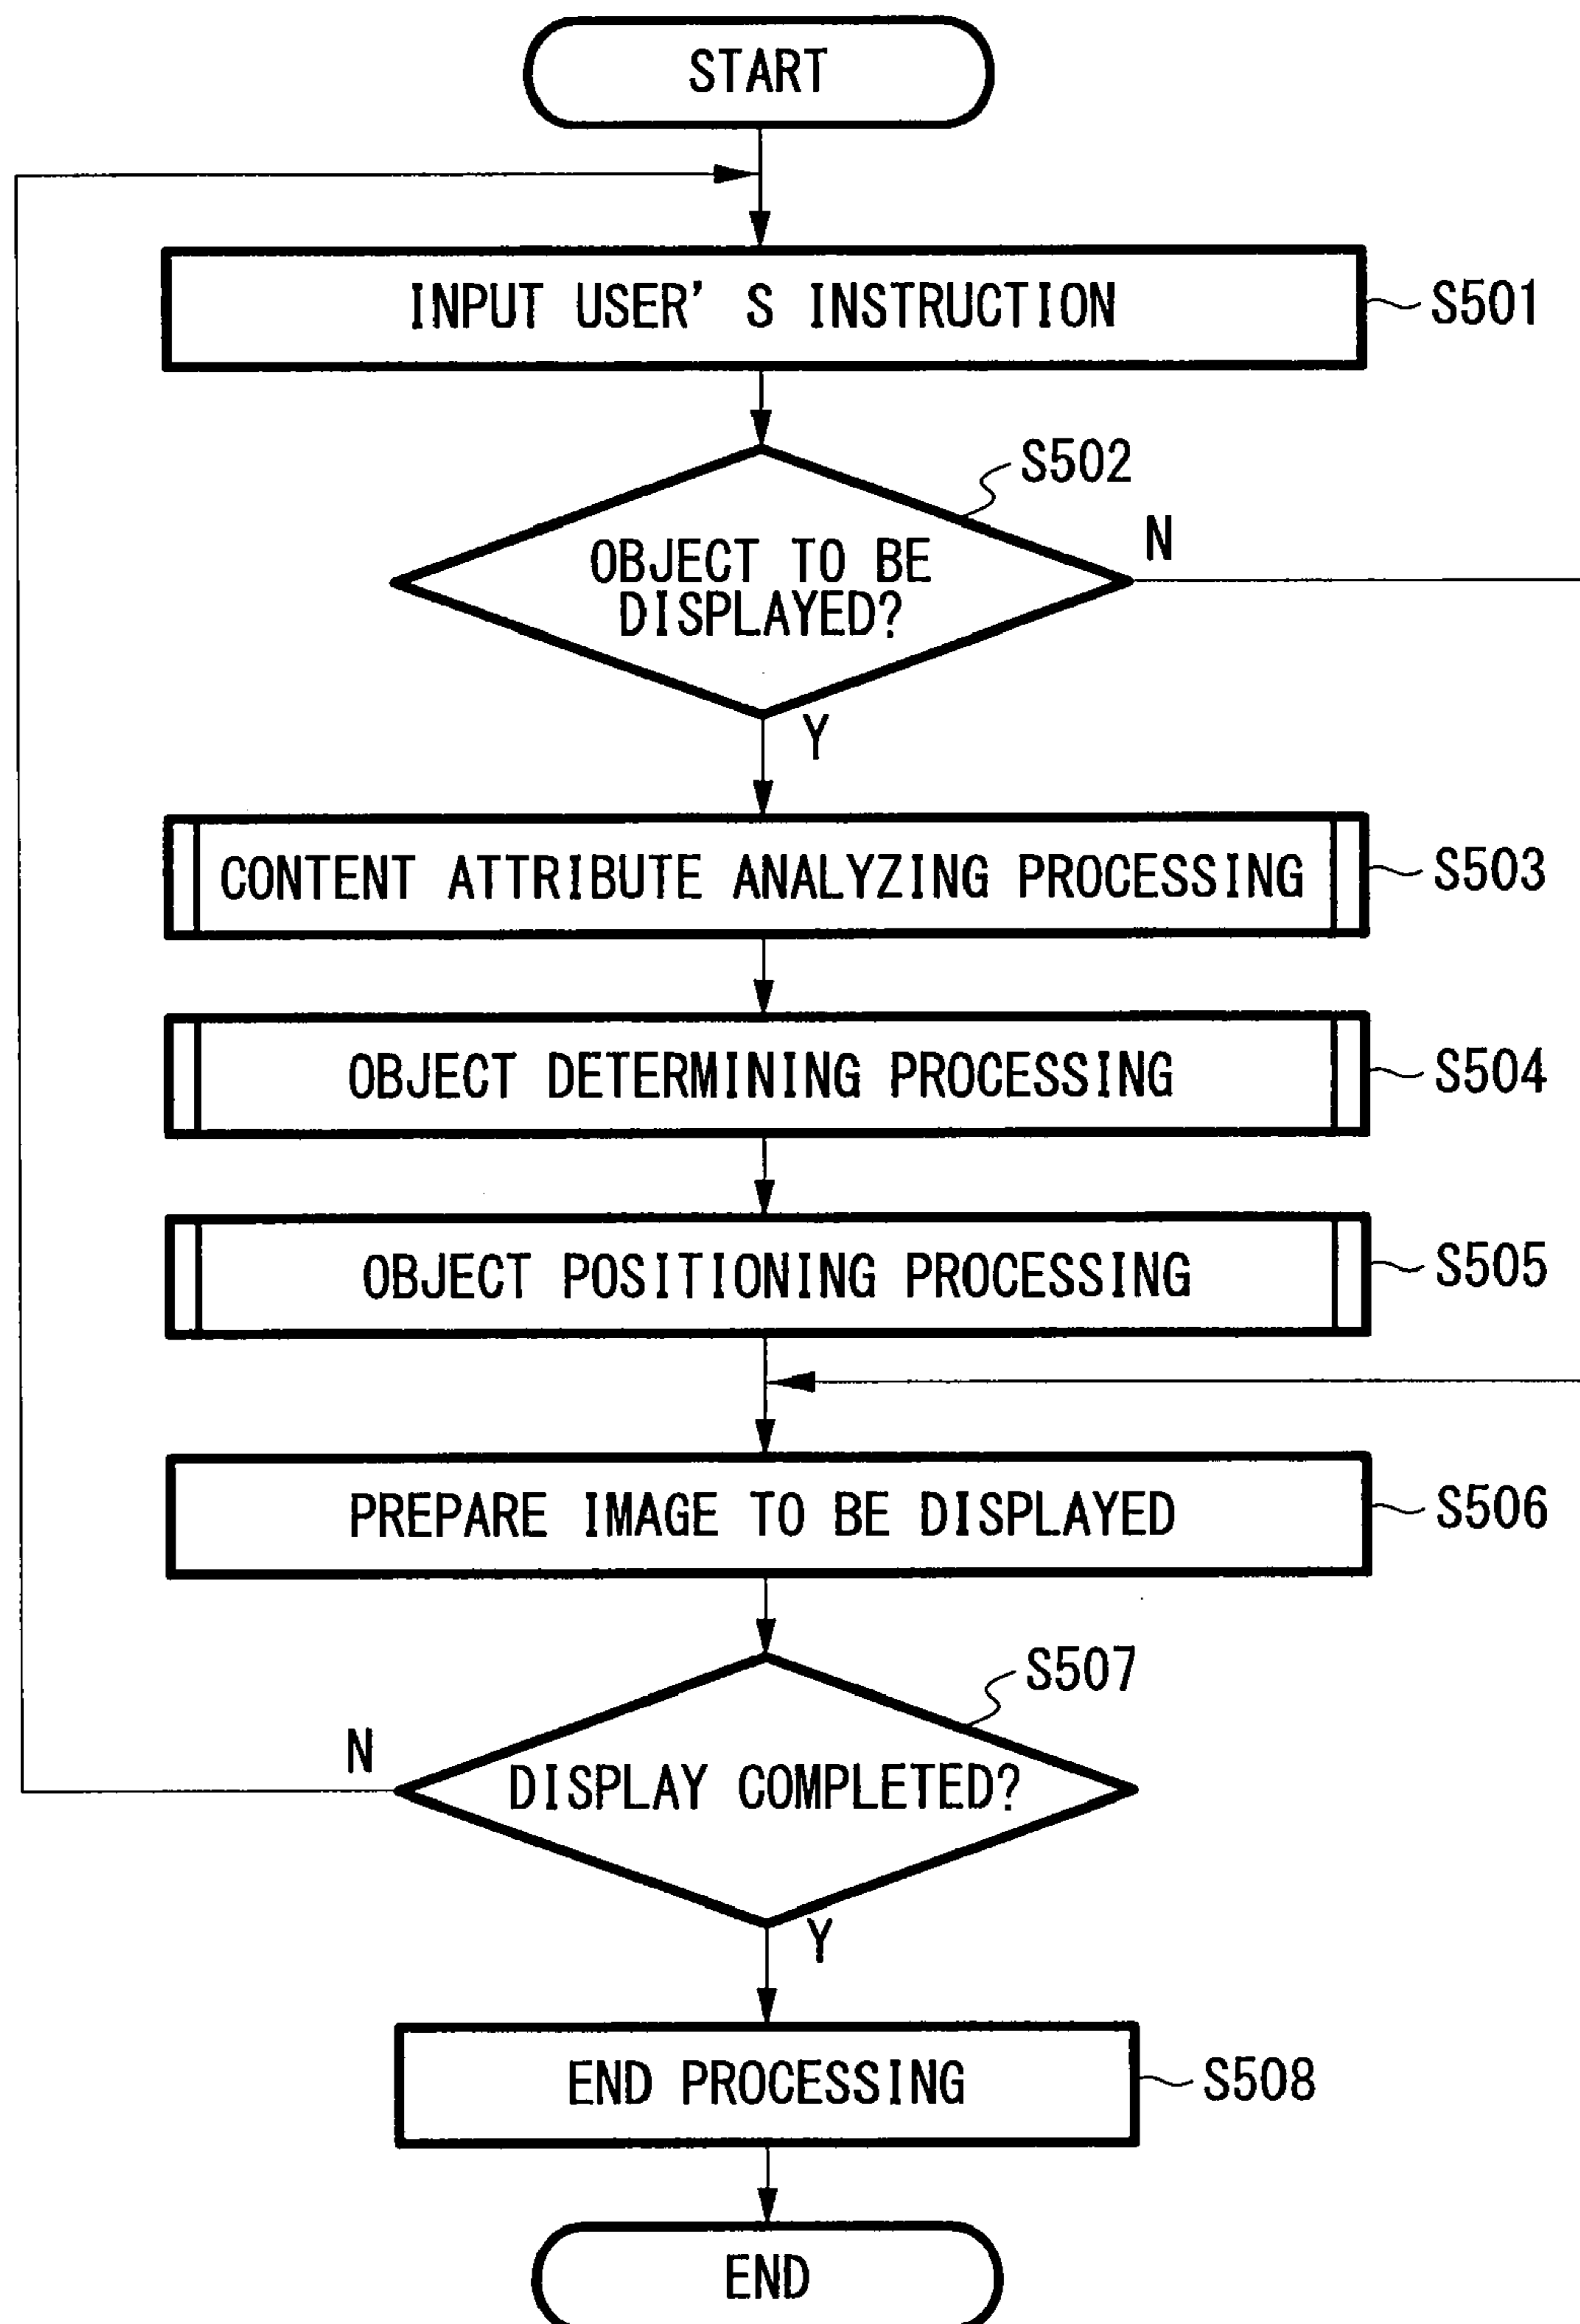 START
INPUT USER' S INSTRUCTION
S501
S502
OBJECT TO BE
DISPLAYED?
N
Y
CONTENT ATTRIBUTE ANALYZING PROCESSING
S503
OBJECT DETERMINING PROCESSING
S504
OBJECT POSITIONING PROCESSING
S505
PREPARE IMAGE TO BE DISPLAYED
S506
S507
N
DISPLAY COMPLETED?
Y
END PROCESSING
S508
END